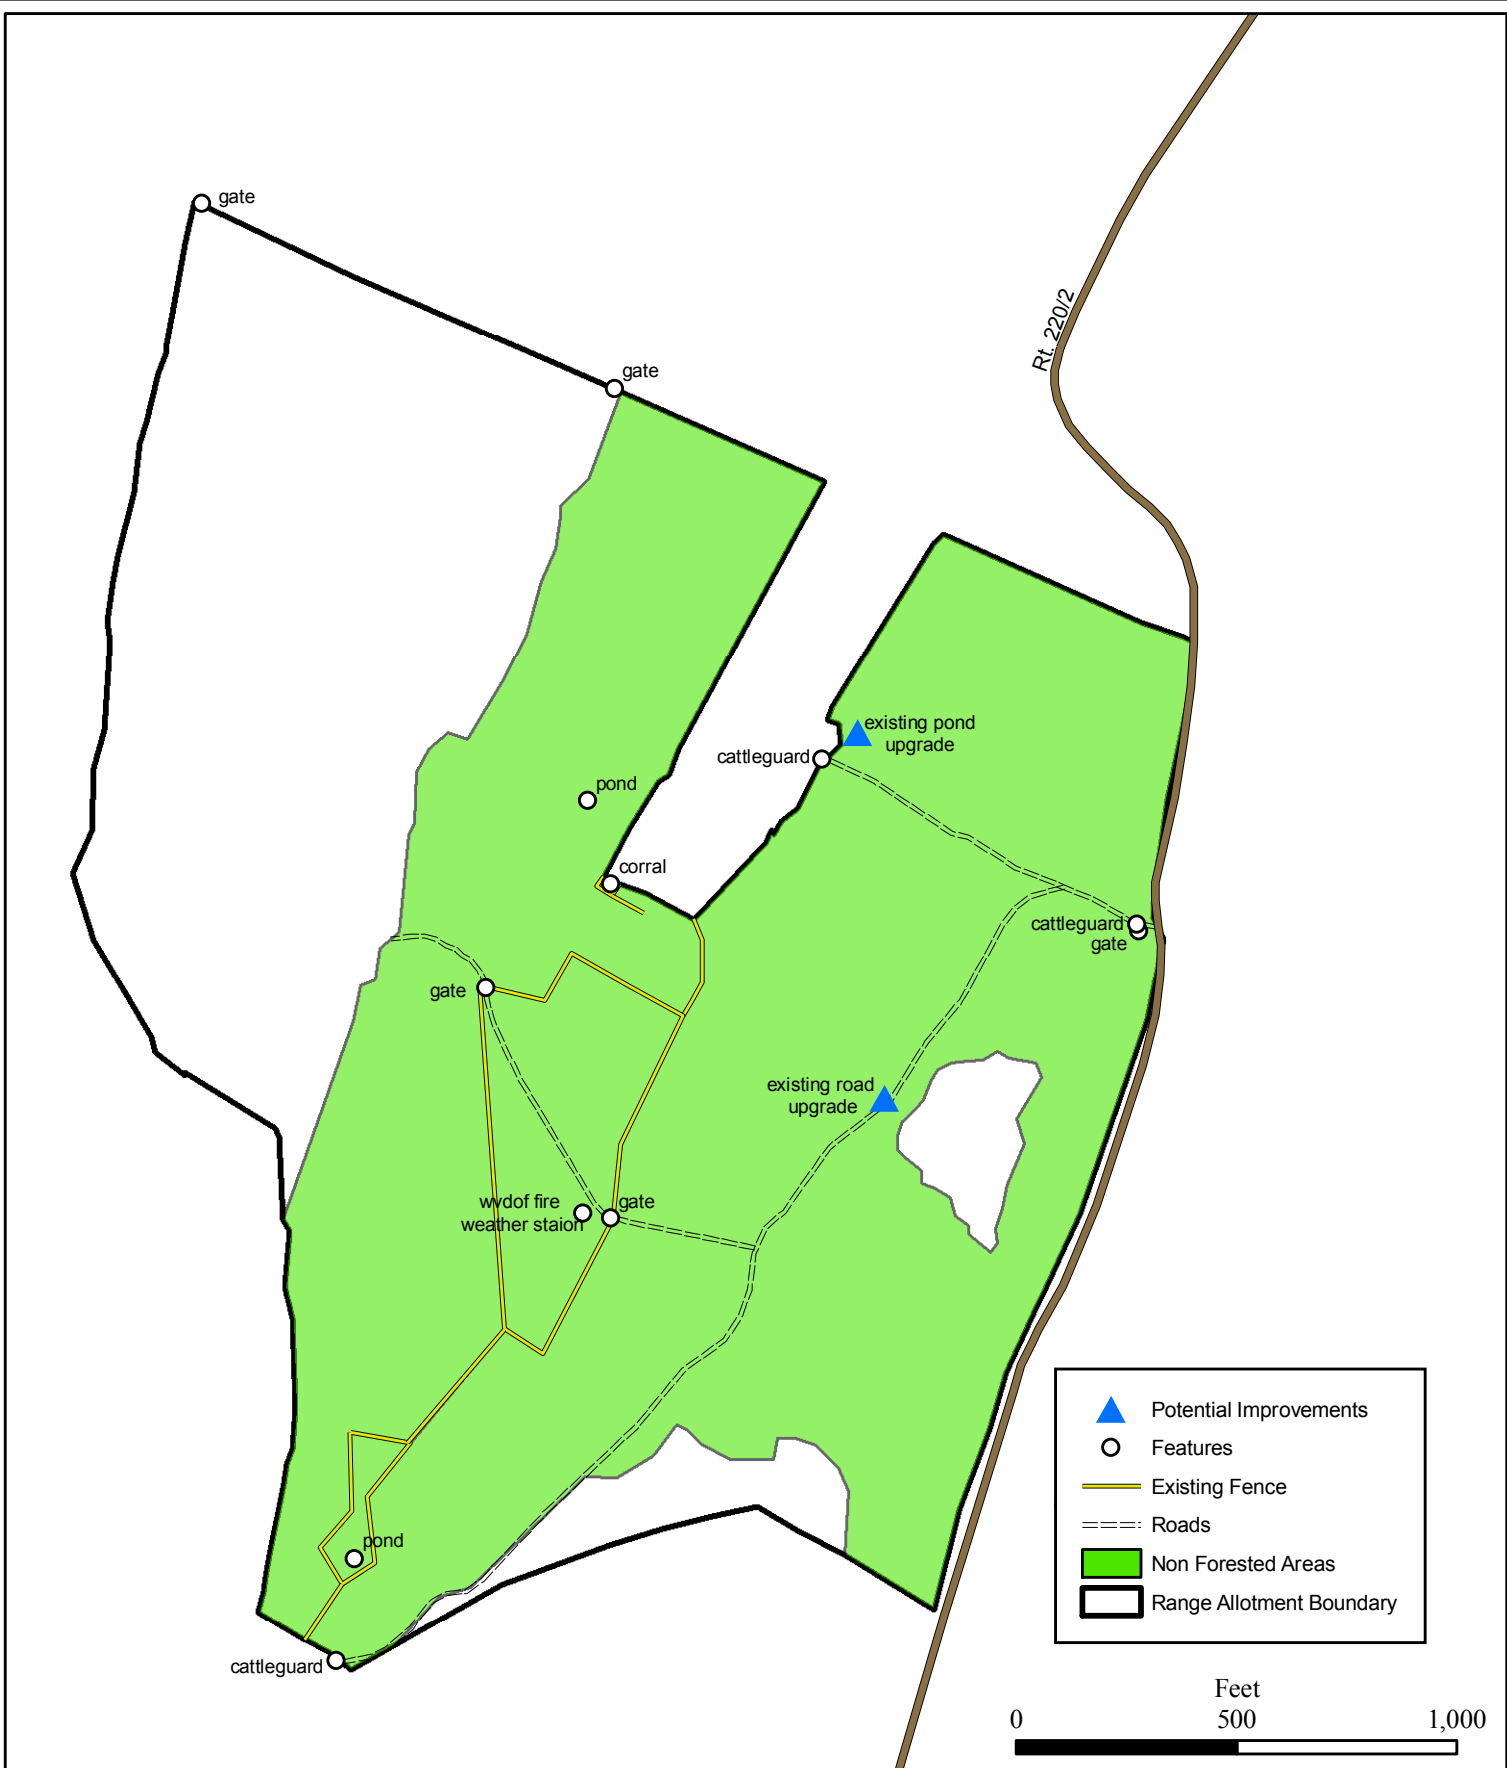 gate
gate
Rt. 220/2
existing pond
upgrade
cattleguard
pond
corral
cattleguard
gate
gate
existing road
upgrade
wvdof fire
weather staion
gate
pond
cattleguard
Potential Improvements
Features
Existing Fence
Roads
Non Forested Areas
Range Allotment Boundary
Feet
0 500 1,000